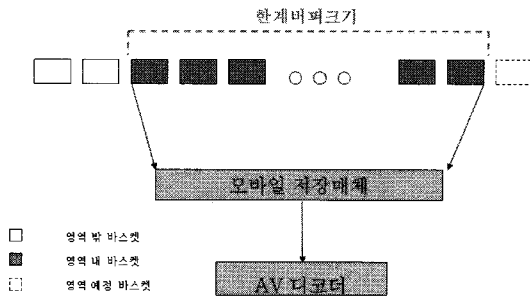 한계버퍼크기
모바일 저장매체
영역 밖 바스켓
영역 내 바스켓
영역 예정 바스켓
AV 디코더